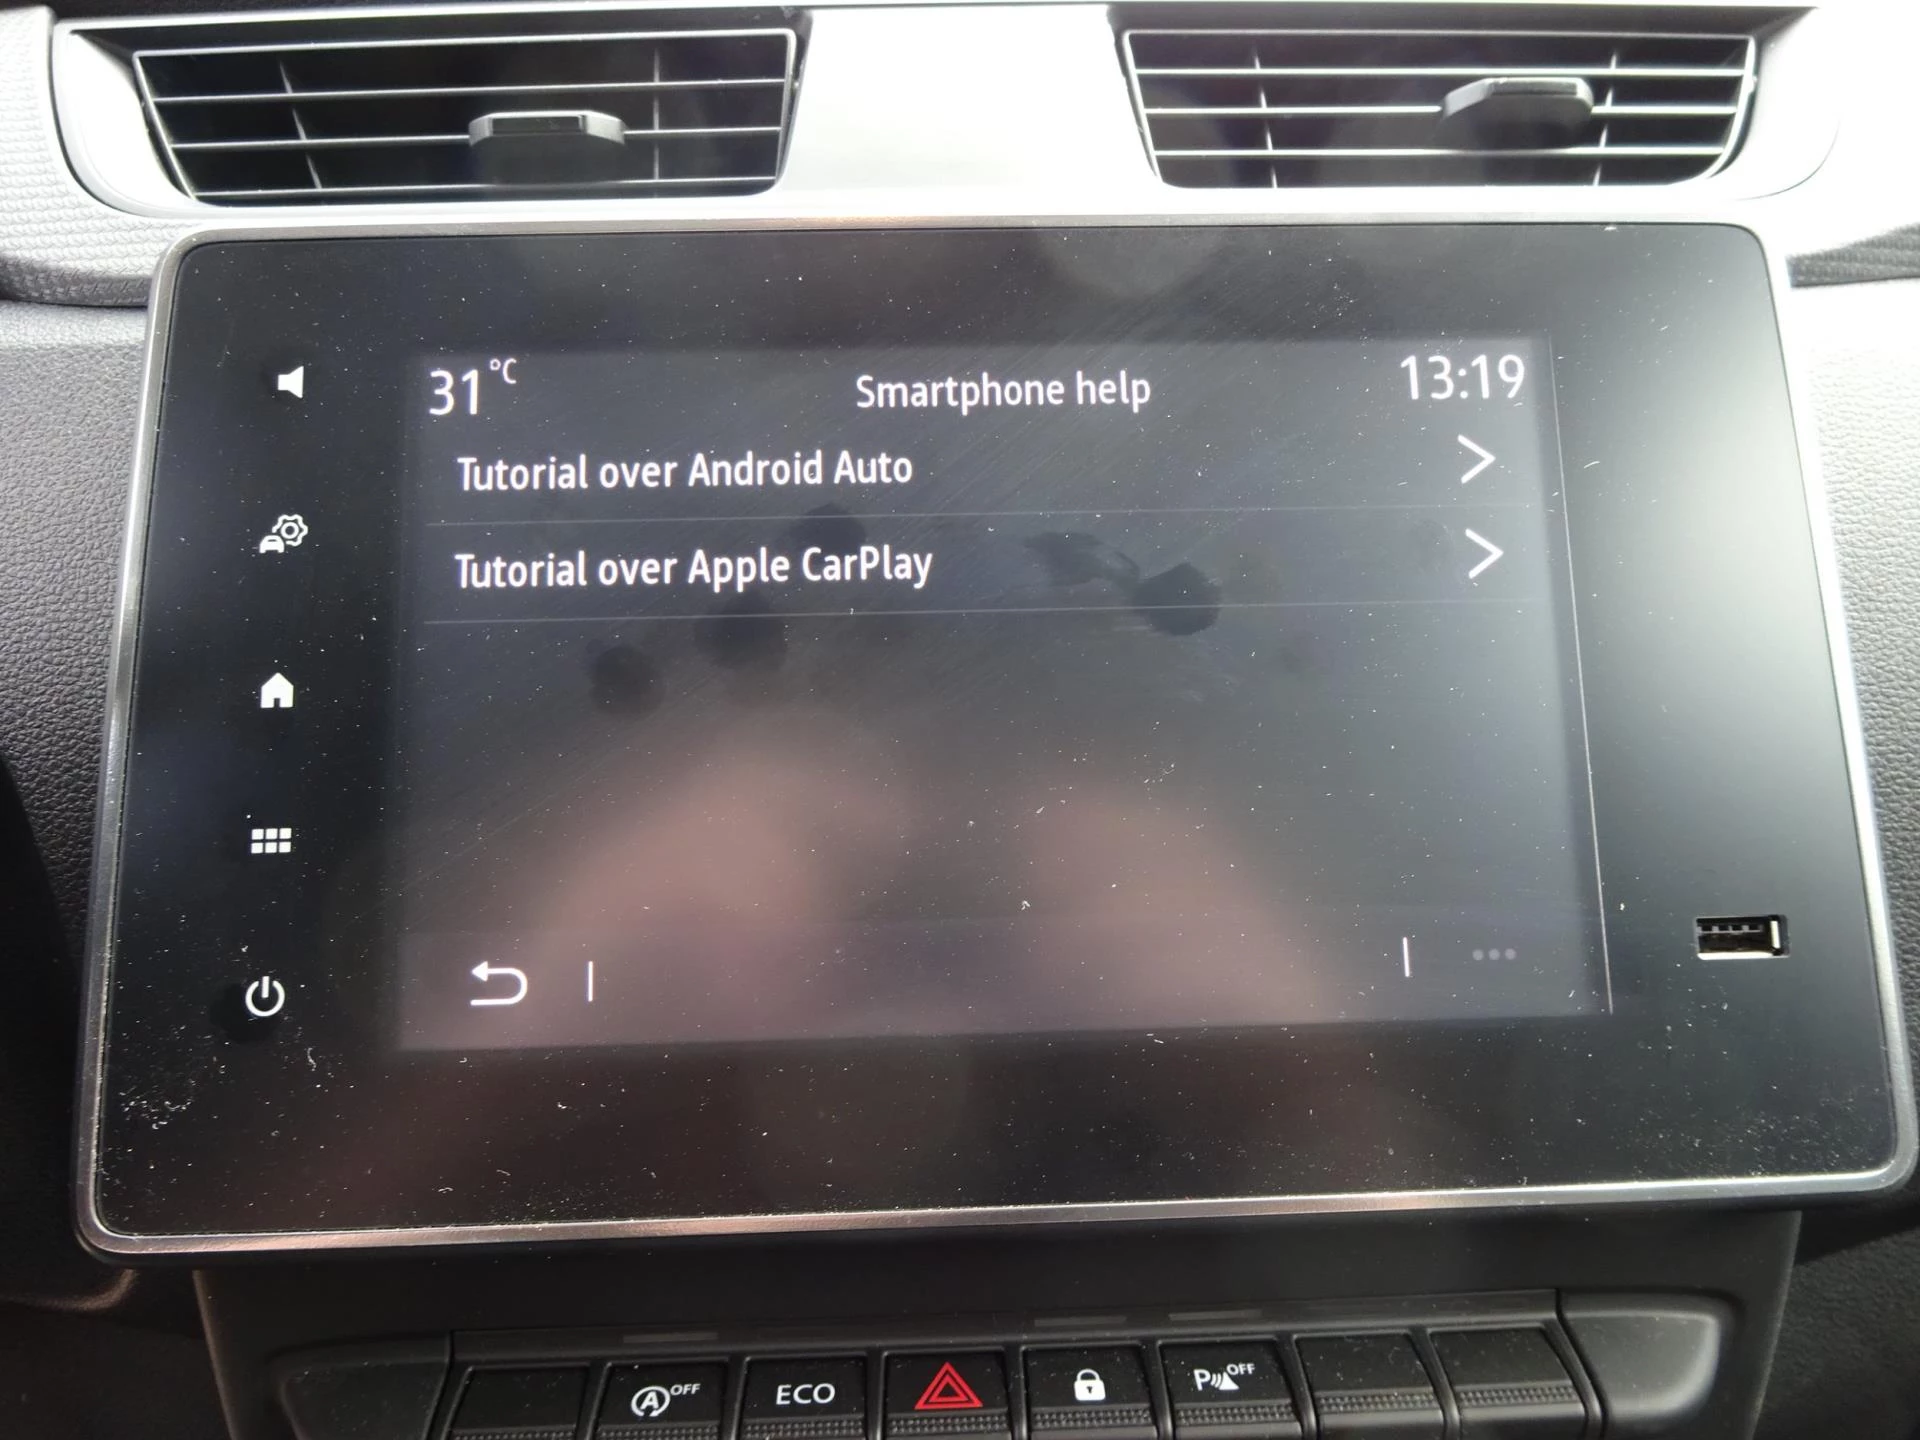 31 °C
Smartphone help
13:19
Tutorial over Android Auto
Tutorial over Apple CarPlay
A OFF
ECO
P OFF